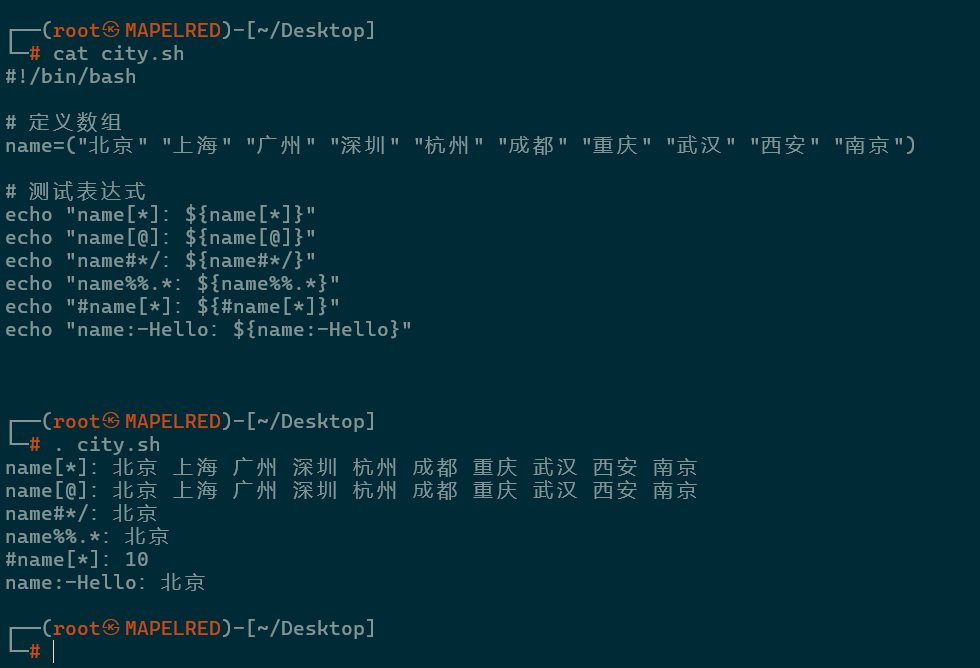 ┌──(root㉿MAPELRED)-[~/Desktop]
└─# cat city.sh
#!/bin/bash
# 定义数组
name=("北京" "上海" "广州" "深圳" "杭州" "成都" "重庆" "武汉" "西安" "南京")
# 测试表达式
echo "name[*]: ${name[*]}"
echo "name[@]: ${name[@]}"
echo "name#*/: ${name#*/}"
echo "name%%.*: ${name%%.*}"
echo "#name[*]: ${#name[*]}"
echo "name:-Hello: ${name:-Hello}"
┌──(root㉿MAPELRED)-[~/Desktop]
└─# . city.sh
name[*]: 北京 上海 广州 深圳 杭州 成都 重庆 武汉 西安 南京
name[@]: 北京 上海 广州 深圳 杭州 成都 重庆 武汉 西安 南京
name#*/: 北京
name%%.*: 北京
#name[*]: 10
name:-Hello: 北京
┌──(root㉿MAPELRED)-[~/Desktop]
└─#